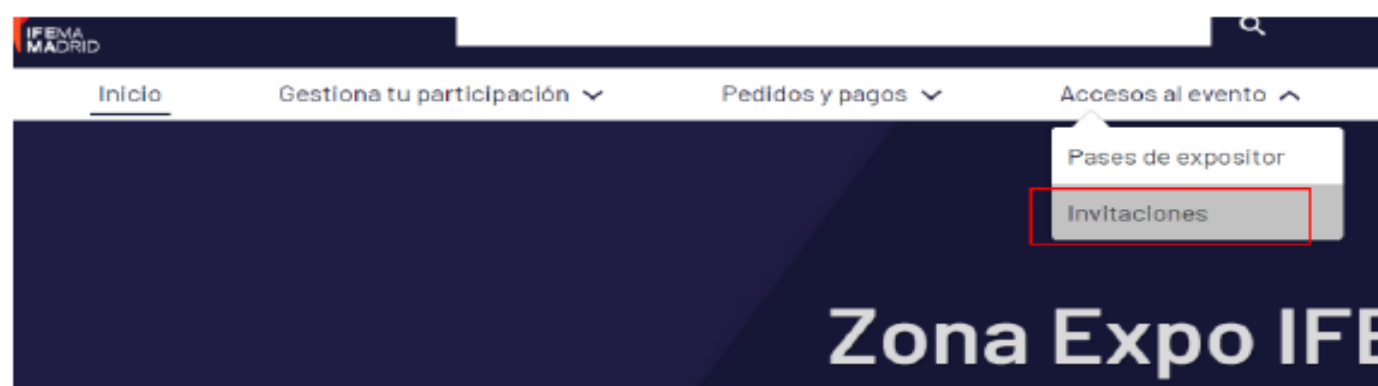 IFEMA
MADRID
Inicio
Gestiona tu participación
Pedidos y pagos
Accesos al evento
Pases de expositor
Invitaciones
Zona Expo IFE